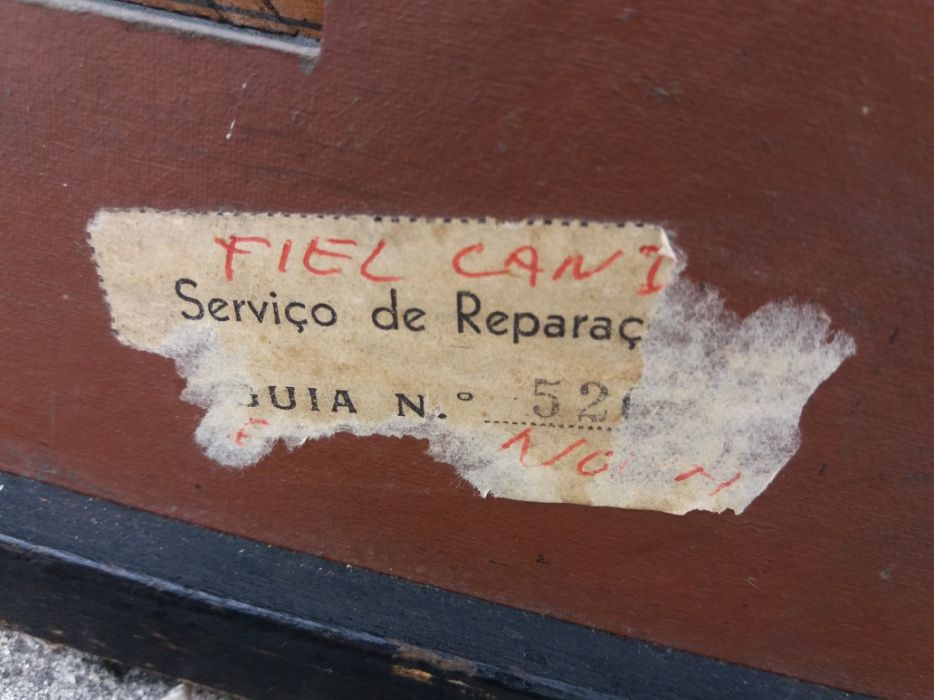 FIEL CANI
Serviço de Reparaç
GUIA N.º 52